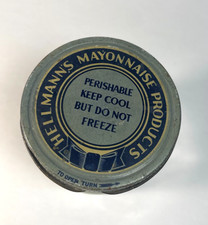 HELLMANN'S MAYONNAISE PRODUCTS
PERISHABLE
KEEP COOL
BUT DO NOT
FREEZE
TO OPEN TURN